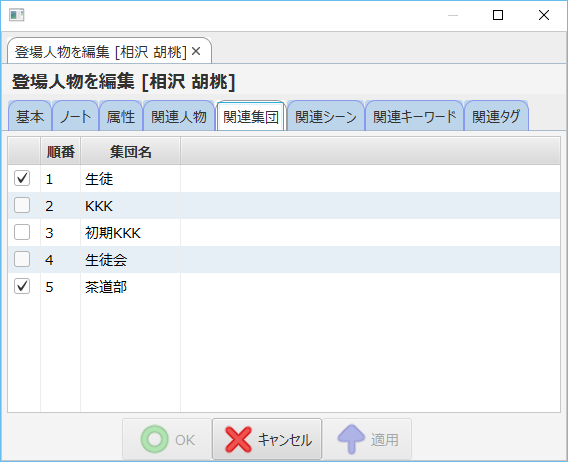 登場人物を編集 [相沢 胡桃]
登場人物を編集 [相沢 胡桃]
基本 ノート 属性 関連人物 関連集団 関連シーン 関連キーワード 関連タグ
順番 集団名
1 生徒
2 KKK
3 初期KKK
4 生徒会
5 茶道部
OK キャンセル 適用